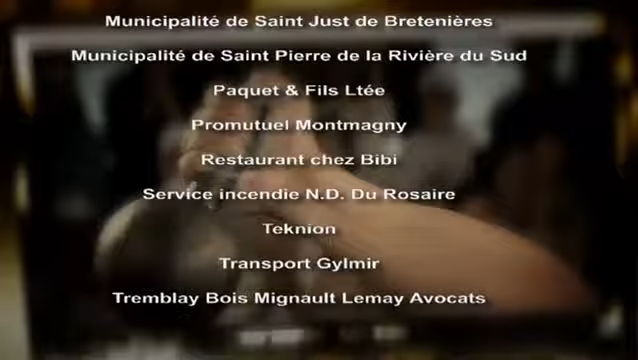 Municipalité de Saint Just de Bretenières
Municipalité de Saint Pierre de la Rivière du Sud
Paquet & Fils Ltée
Promutuel Montmagny
Restaurant chez Bibi
Service incendie N.D. Du Rosaire
Teknion
Transport Gylmir
Tremblay Bois Mignault Lemay Avocats